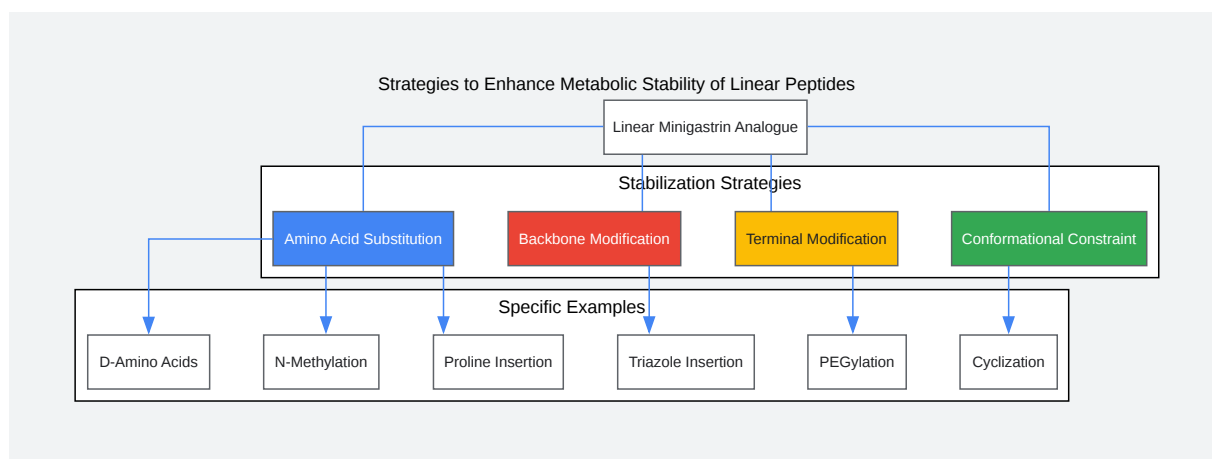 Strategies to Enhance Metabolic Stability of Linear Peptides
Linear Minigastrin Analogue
Stabilization Strategies
Amino Acid Substitution
Backbone Modification
Terminal Modification
Conformational Constraint
Specific Examples
D-Amino Acids
N-Methylation
Proline Insertion
Triazole Insertion
PEGylation
Cyclization